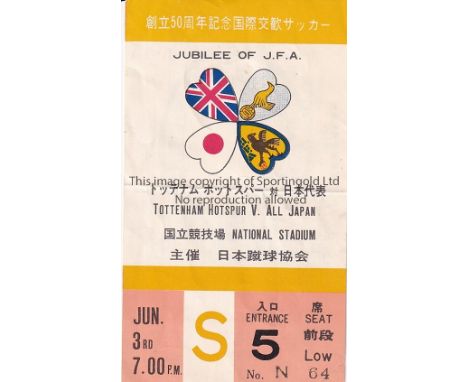 創立50周年記念国際交歓サッカー
JUBILEE OF J.F.A.
This image copyright of Sportingold Ltd
トッテナム ホットスパー 対 日本代表
No reproduction allowed
TOTTENHAM HOTSPUR V. ALL JAPAN
国立競技場 NATIONAL STADIUM
主催 日本蹴球協会
JUN.
3RD
7.00 P.M.
S
入口
ENTRANCE
5
No. N 64
席
SEAT
前段
Low